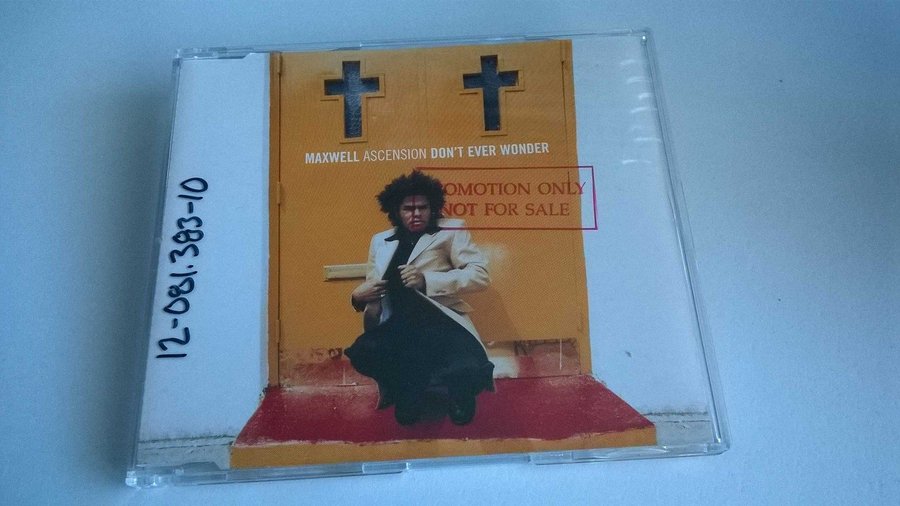 MAXWELL ASCENSION DON'T EVER WONDER
OMOTION ONLY
NOT FOR SALE
12-081.383-10